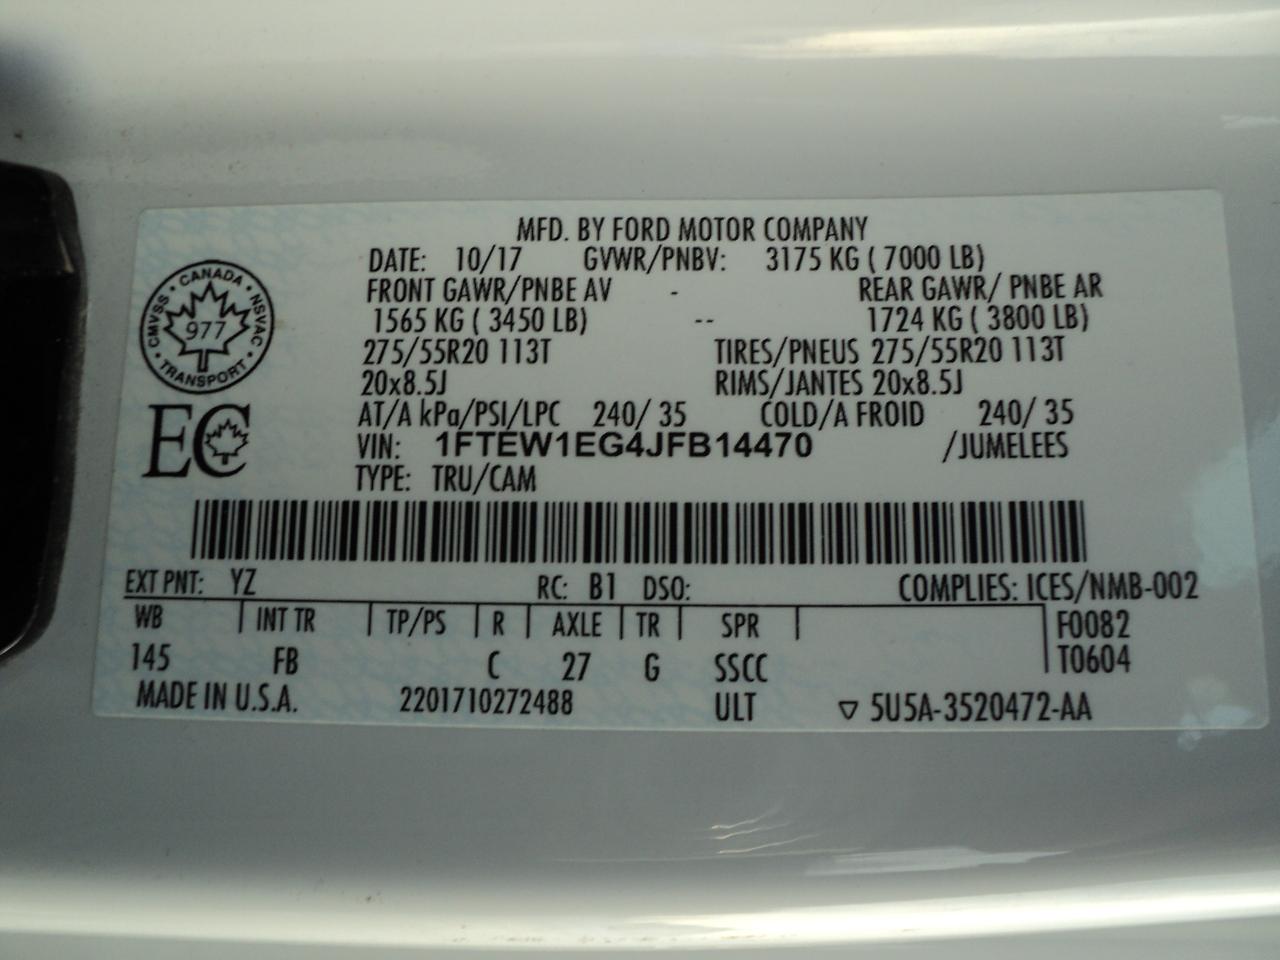 MFD. BY FORD MOTOR COMPANY
DATE: 10/17 GVWR/PNBV: 3175 KG ( 7000 LB)
FRONT GAWR/PNBE AV - REAR GAWR/ PNBE AR
1565 KG ( 3450 LB) -- 1724 KG ( 3800 LB)
275/55R20 113T TIRES/PNEUS 275/55R20 113T
20x8.5J RIMS/JANTES 20x8.5J
AT/A kPa/PSI/LPC 240/ 35 COLD/A FROID 240/ 35
VIN: 1FTEW1EG4JFB14470 /JUMELEES
TYPE: TRU/CAM
CANADA
CMVSS NSVAC
977
TRANSPORT
EC
EXT PNT: YZ RC: B1 DSO: COMPLIES: ICES/NMB-002
WB INT TR TP/PS R AXLE TR SPR F0082
145 FB C 27 G SSCC T0604
MADE IN U.S.A. 2201710272488 ULT ▽ 5U5A-3520472-AA